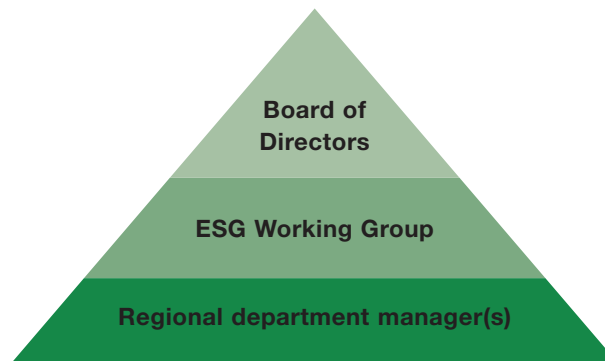 Board of
Directors
ESG Working Group
Regional department manager(s)